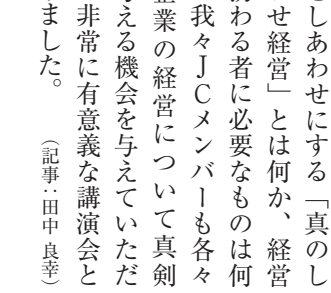 をしあわせにする「真のし
わせ経営」とは何か、経営
携わる者に必要なものは何
我々JCメンバーも各々
企業の経営について真剣
考える機会を与えていただ
非常に有意義な講演会と
ました。 (記事:田中 良幸)